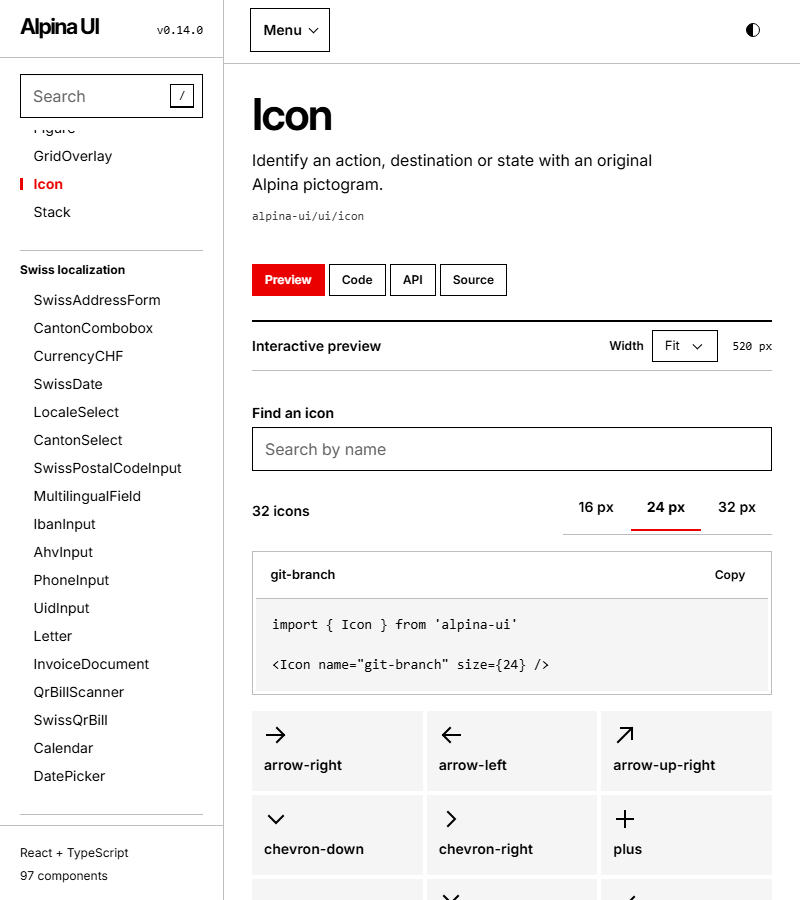 Alpina UI
v0.14.0
Menu
Search
/
Figure
GridOverlay
Icon
Stack
Swiss localization
SwissAddressForm
CantonCombobox
CurrencyCHF
SwissDate
LocaleSelect
CantonSelect
SwissPostalCodeInput
MultilingualField
IbanInput
AhvInput
PhoneInput
UidInput
Letter
InvoiceDocument
QrBillScanner
SwissQrBill
Calendar
DatePicker
React + TypeScript
97 components
Icon
Identify an action, destination or state with an original
Alpina pictogram.
alpina-ui/ui/icon
Preview Code API Source
Interactive preview Width Fit 520 px
Find an icon
Search by name
32 icons 16 px 24 px 32 px
git-branch Copy
import { Icon } from 'alpina-ui'
<Icon name="git-branch" size={24} />
arrow-right arrow-left arrow-up-right
chevron-down chevron-right plus